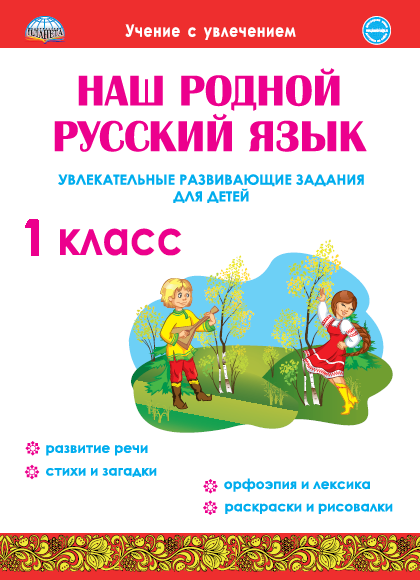 ПЛАНЕТА
Учение с увлечением
НАШ РОДНОЙ
РУССКИЙ ЯЗЫК
УВЛЕКАТЕЛЬНЫЕ РАЗВИВАЮЩИЕ ЗАДАНИЯ
ДЛЯ ДЕТЕЙ
1 класс
развитие речи
стихи и загадки
орфоэпия и лексика
раскраски и рисовалки